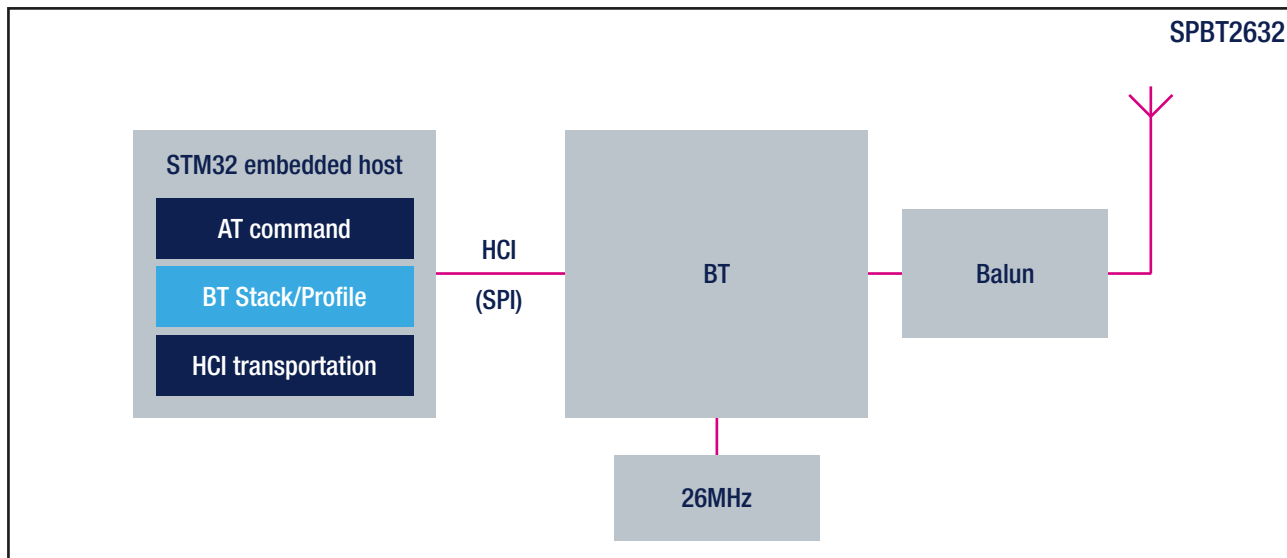 SPBT2632
STM32 embedded host
AT command
BT Stack/Profile
HCI transportation
HCI
(SPI)
BT
Balun
26MHz